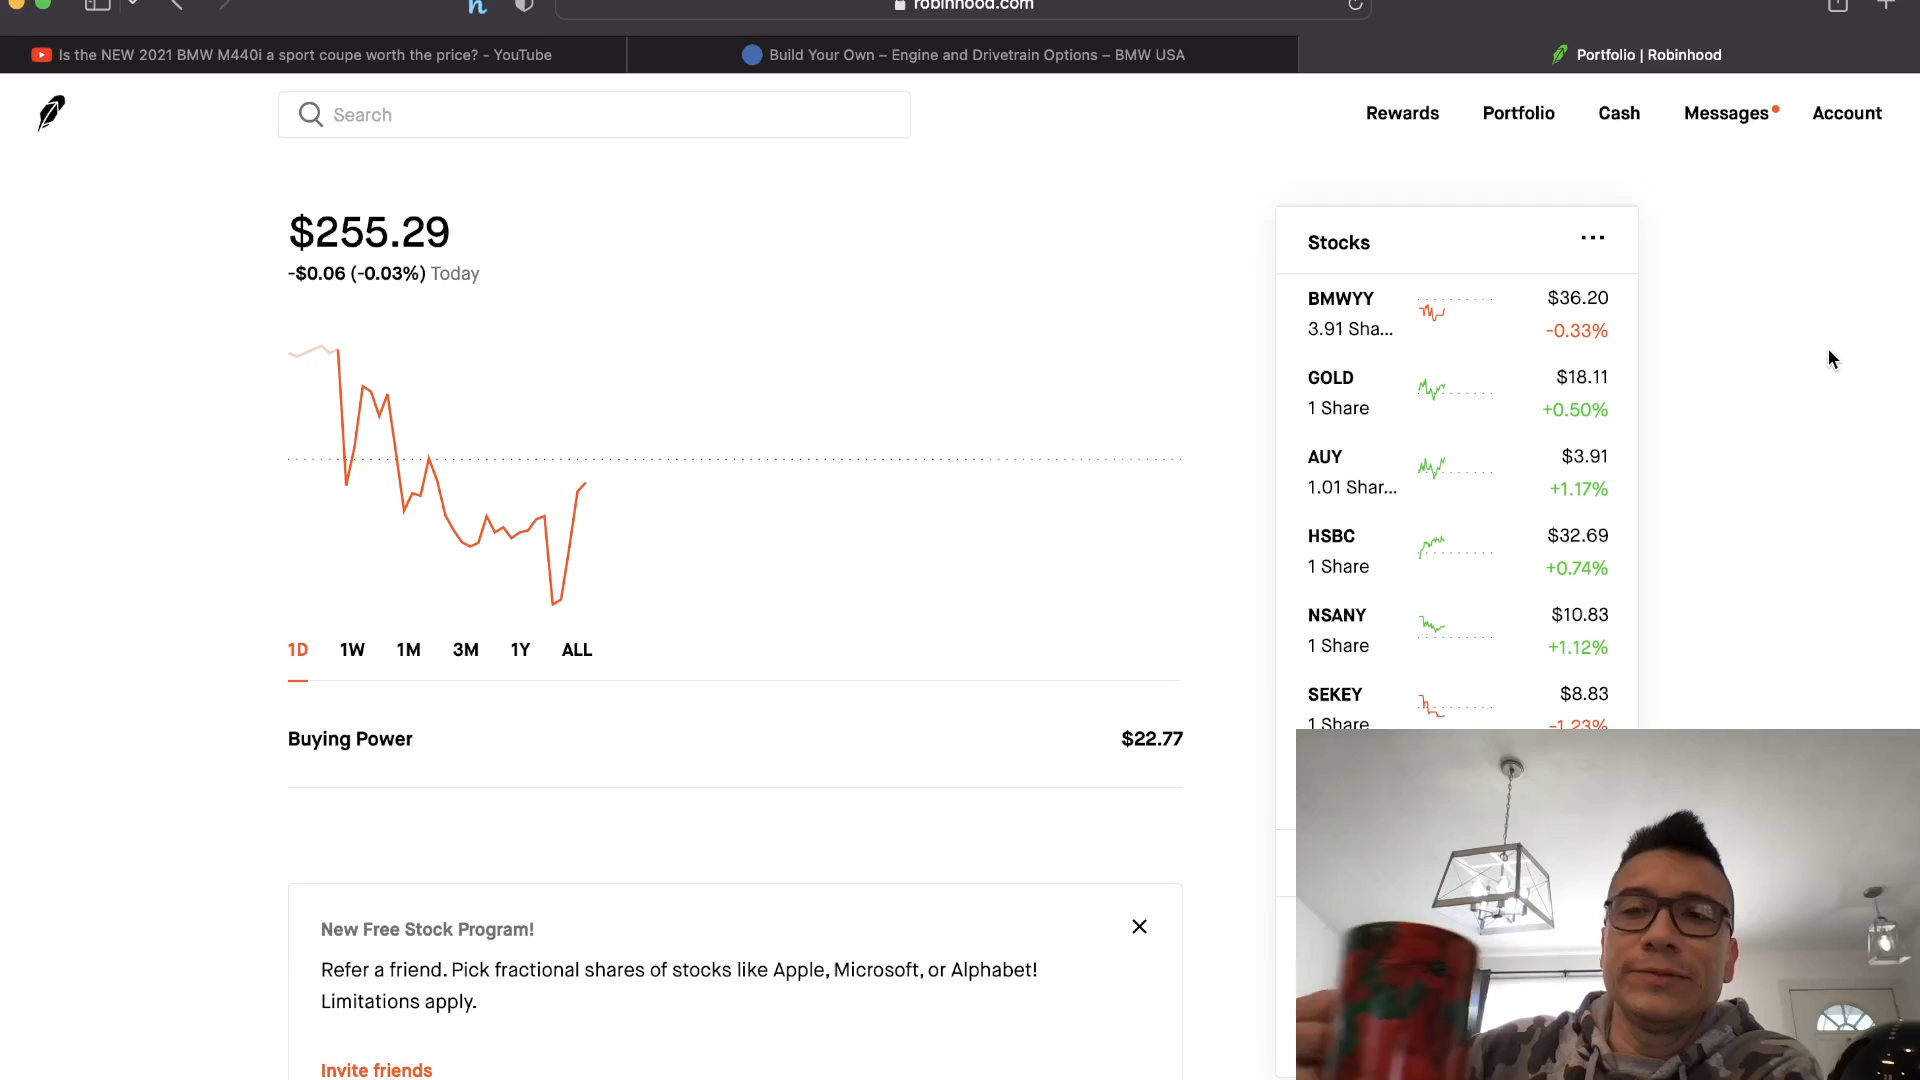 robinhood.com
Is the NEW 2021 BMW M440i a sport coupe worth the price? - YouTube
Build Your Own – Engine and Drivetrain Options – BMW USA
Portfolio | Robinhood
Search
Rewards
Portfolio
Cash
Messages
Account
$255.29
-$0.06 (-0.03%) Today
1D 1W 1M 3M 1Y ALL
Buying Power
$22.77
New Free Stock Program!
Refer a friend. Pick fractional shares of stocks like Apple, Microsoft, or Alphabet!
Limitations apply.
Invite friends
Stocks
BMWYY $36.20
3.91 Sha... -0.33%
GOLD $18.11
1 Share +0.50%
AUY $3.91
1.01 Shar... +1.17%
HSBC $32.69
1 Share +0.74%
NSANY $10.83
1 Share +1.12%
SEKEY $8.83
1 Share -1.23%